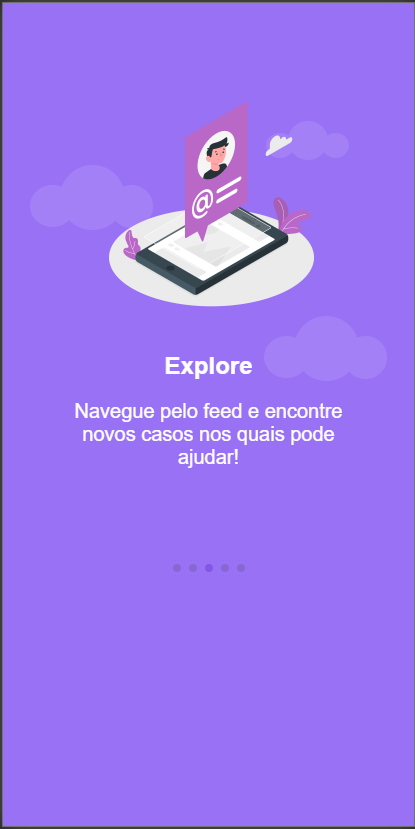 @
Explore
Navegue pelo feed e encontre
novos casos nos quais pode
ajudar!